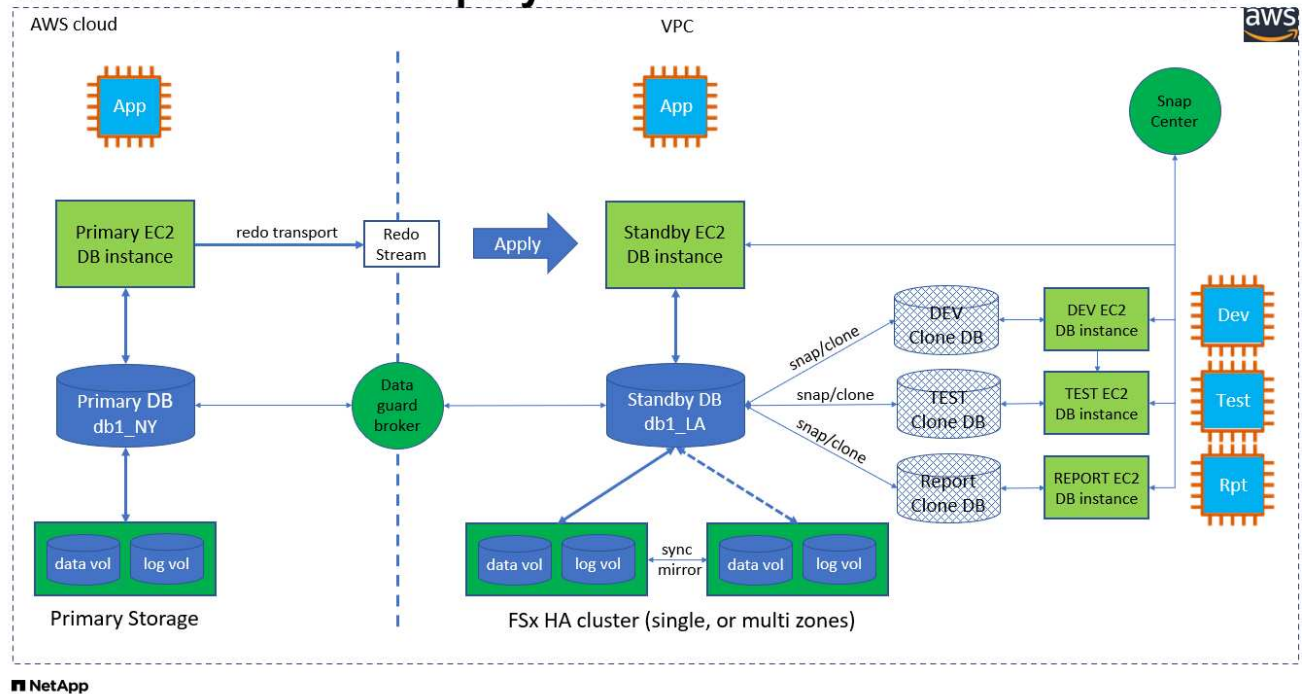 AWS cloud
VPC
aws
App
App
Snap
Center
Primary EC2
DB instance
redo transport
Redo
Stream
Apply
Standby EC2
DB instance
DEV
Clone DB
DEV EC2
DB instance
Dev
snap/clone
Primary DB
db1_NY
Data
guard
broker
Standby DB
db1_LA
snap/clone
TEST
Clone DB
TEST EC2
DB instance
Test
snap/clone
Report
Clone DB
REPORT EC2
DB instance
Rpt
data vol
log vol
data vol
log vol
sync
mirror
data vol
log vol
Primary Storage
FSx HA cluster (single, or multi zones)
NetApp